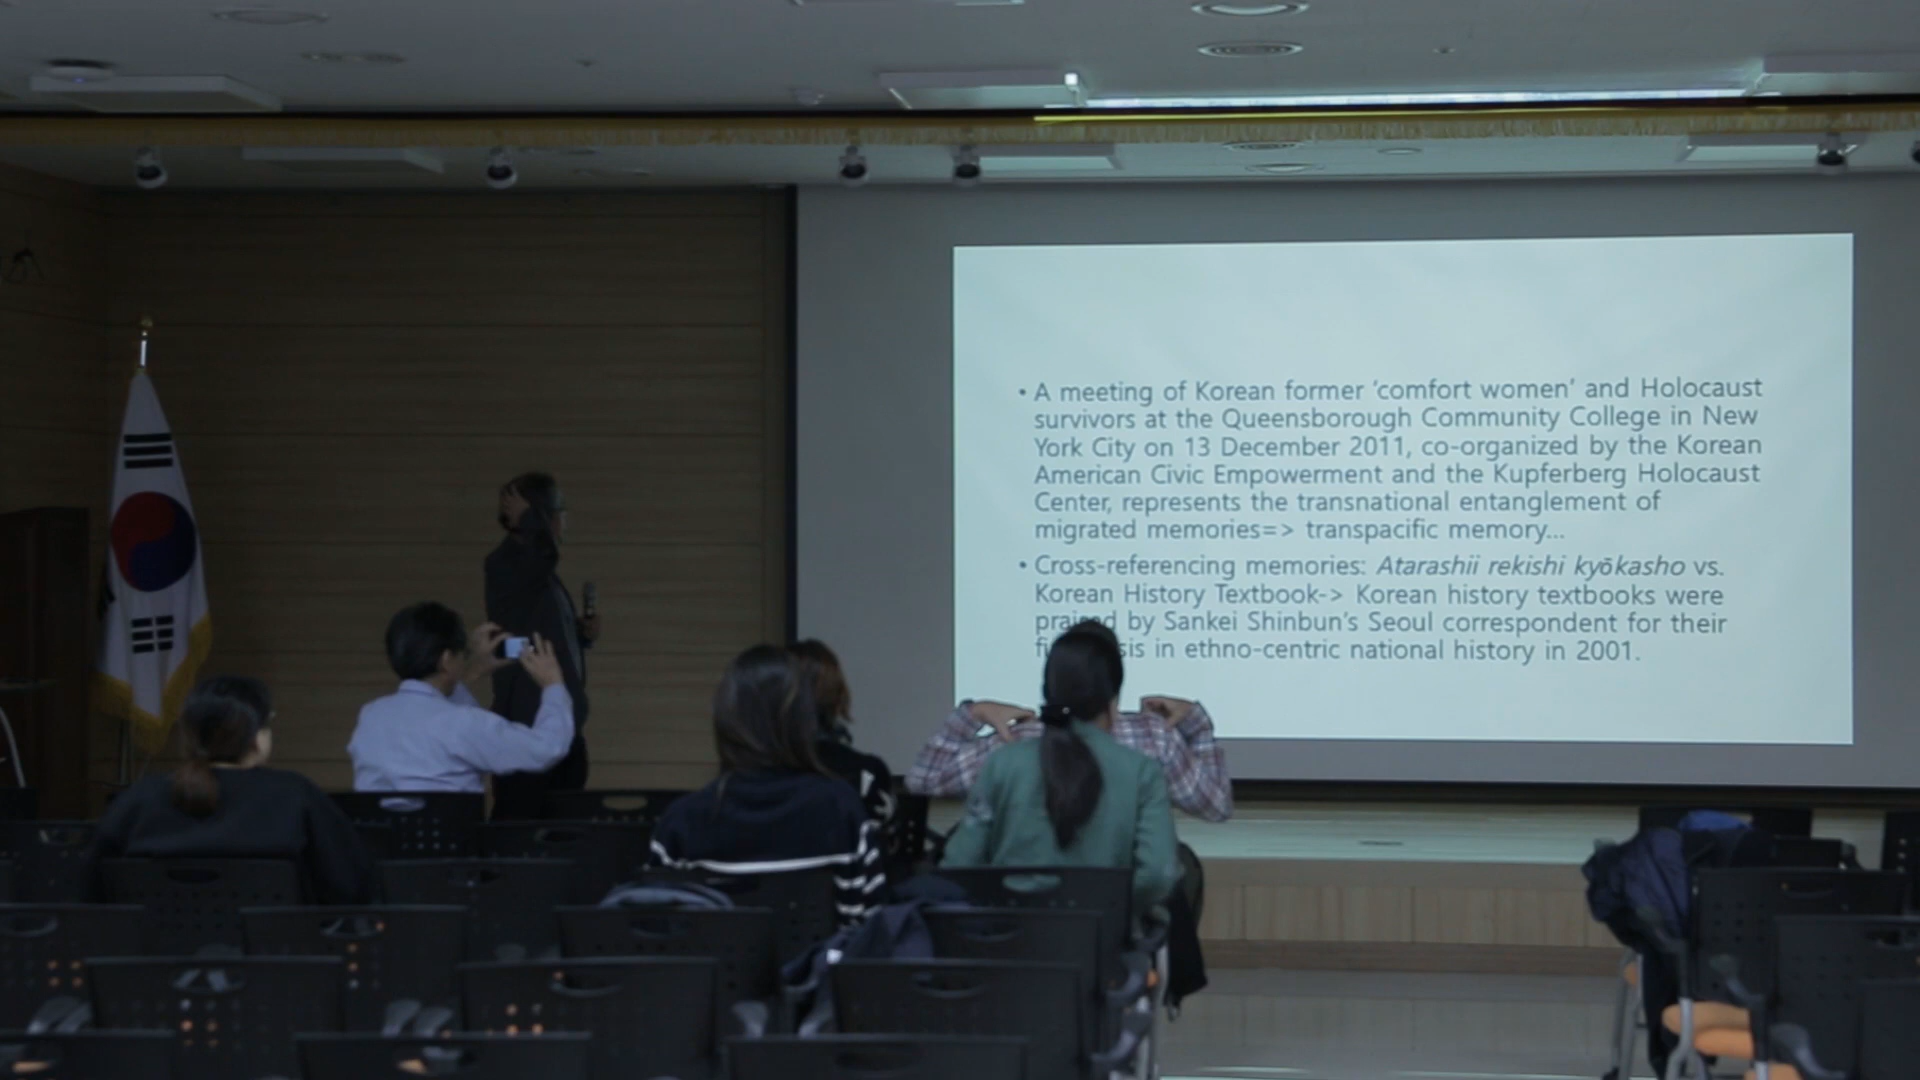 • A meeting of Korean former ‘comfort women’ and Holocaust
survivors at the Queensborough Community College in New
York City on 13 December 2011, co-organized by the Korean
American Civic Empowerment and the Kupferberg Holocaust
Center, represents the transnational entanglement of
migrated memories=> transpacific memory...
• Cross-referencing memories: Atarashii rekishi kyōkasho vs.
Korean History Textbook-> Korean history textbooks were
praised by Sankei Shinbun’s Seoul correspondent for their
in ethno-centric national history in 2001.